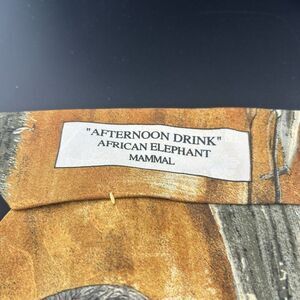 "AFTERNOON DRINK"
AFRICAN ELEPHANT
MAMMAL